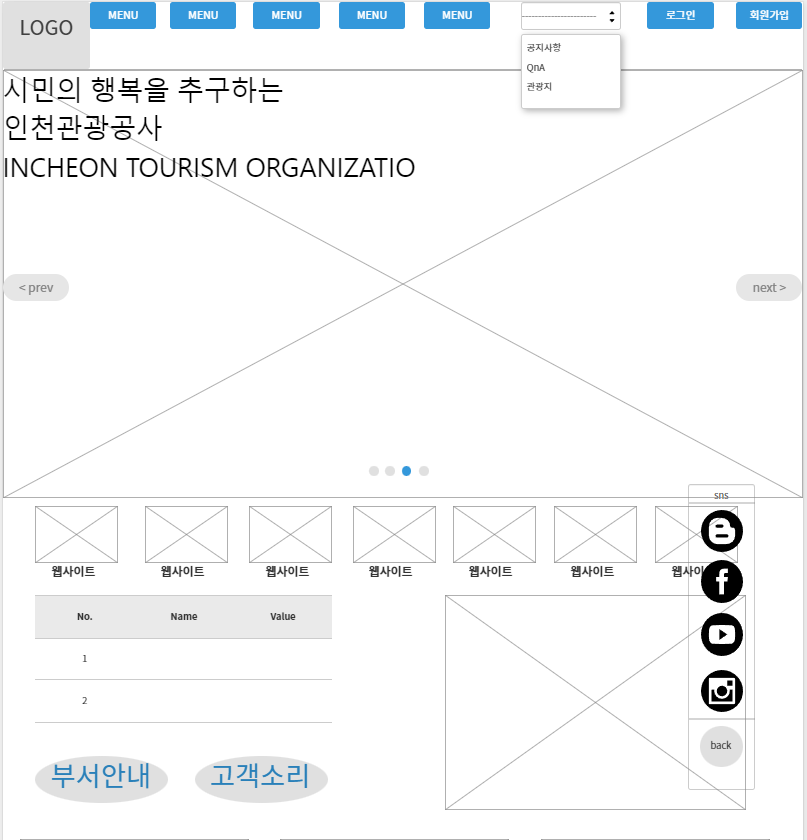 LOGO
MENU MENU MENU MENU MENU
로그인 회원가입
공지사항
QnA
관광지
시민의 행복을 추구하는
인천관광공사
INCHEON TOURISM ORGANIZATIO
< prev
next >
sns
웹사이트 웹사이트 웹사이트 웹사이트 웹사이트 웹사이트 웹사이
No. Name Value
1
2
back
부서안내 고객소리